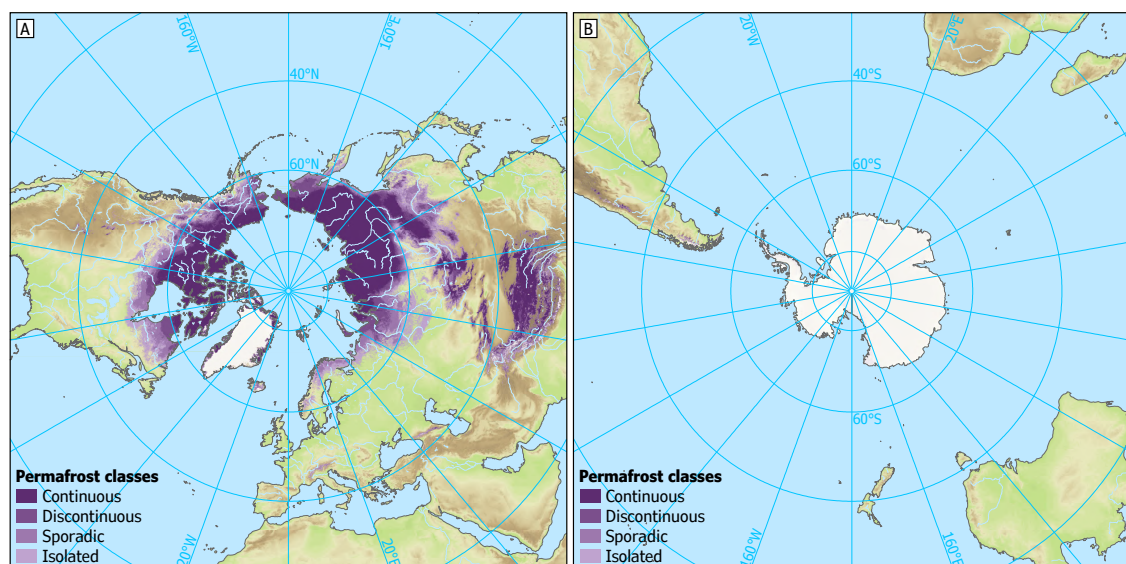 A
160°W
160°E
40°N
60°N
20°W
20°E
Permafrost classes
Continuous
Discontinuous
Sporadic
Isolated
B
20°W
20°E
40°S
60°S
60°S
160°W
160°E
Permafrost classes
Continuous
Discontinuous
Sporadic
Isolated